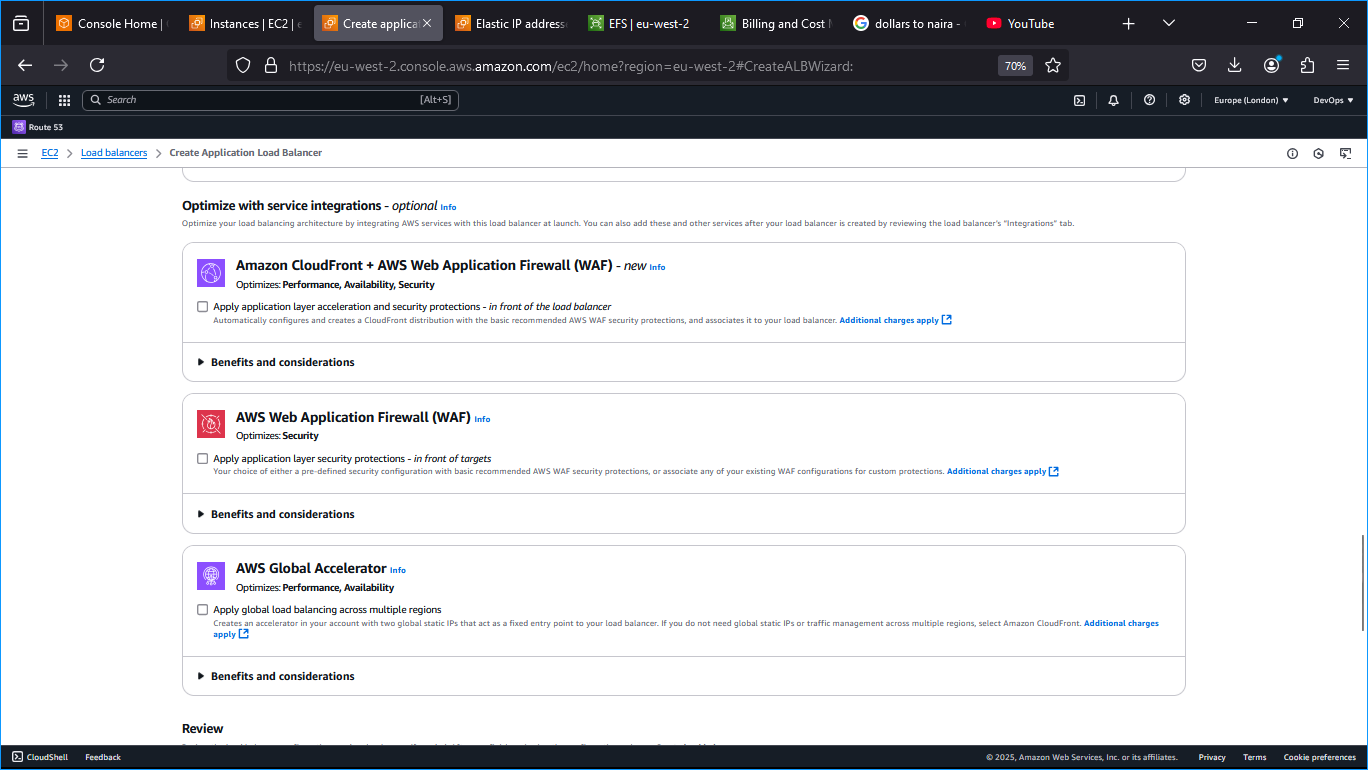 Console Home |
Instances | EC2 | e
Create applicat
Elastic IP address
EFS | eu-west-2
Billing and Cost M
dollars to naira -
YouTube
https://eu-west-2.console.aws.amazon.com/ec2/home?region=eu-west-2#CreateALBWizard:
70%
aws
Search
[Alt+S]
Europe (London)
DevOps
Route 53
EC2
Load balancers
Create Application Load Balancer
Optimize with service integrations - optional Info
Optimize your load balancing architecture by integrating AWS services with this load balancer at launch. You can also add these and other services after your load balancer is created by reviewing the load balancer's "Integrations" tab.
Amazon CloudFront + AWS Web Application Firewall (WAF) - new Info
Optimizes: Performance, Availability, Security
Apply application layer acceleration and security protections - in front of the load balancer
Automatically configures and creates a CloudFront distribution with the basic recommended AWS WAF security protections, and associates it to your load balancer. Additional charges apply
Benefits and considerations
AWS Web Application Firewall (WAF) Info
Optimizes: Security
Apply application layer security protections - in front of targets
Your choice of either a pre-defined security configuration with basic recommended AWS WAF security protections, or associate any of your existing WAF configurations for custom protections. Additional charges apply
Benefits and considerations
AWS Global Accelerator Info
Optimizes: Performance, Availability
Apply global load balancing across multiple regions
Creates an accelerator in your account with two global static IPs that act as a fixed entry point to your load balancer. If you do not need global static IPs or traffic management across multiple regions, select Amazon CloudFront. Additional charges
apply
Benefits and considerations
Review
CloudShell
Feedback
© 2025, Amazon Web Services, Inc. or its affiliates.
Privacy
Terms
Cookie preferences